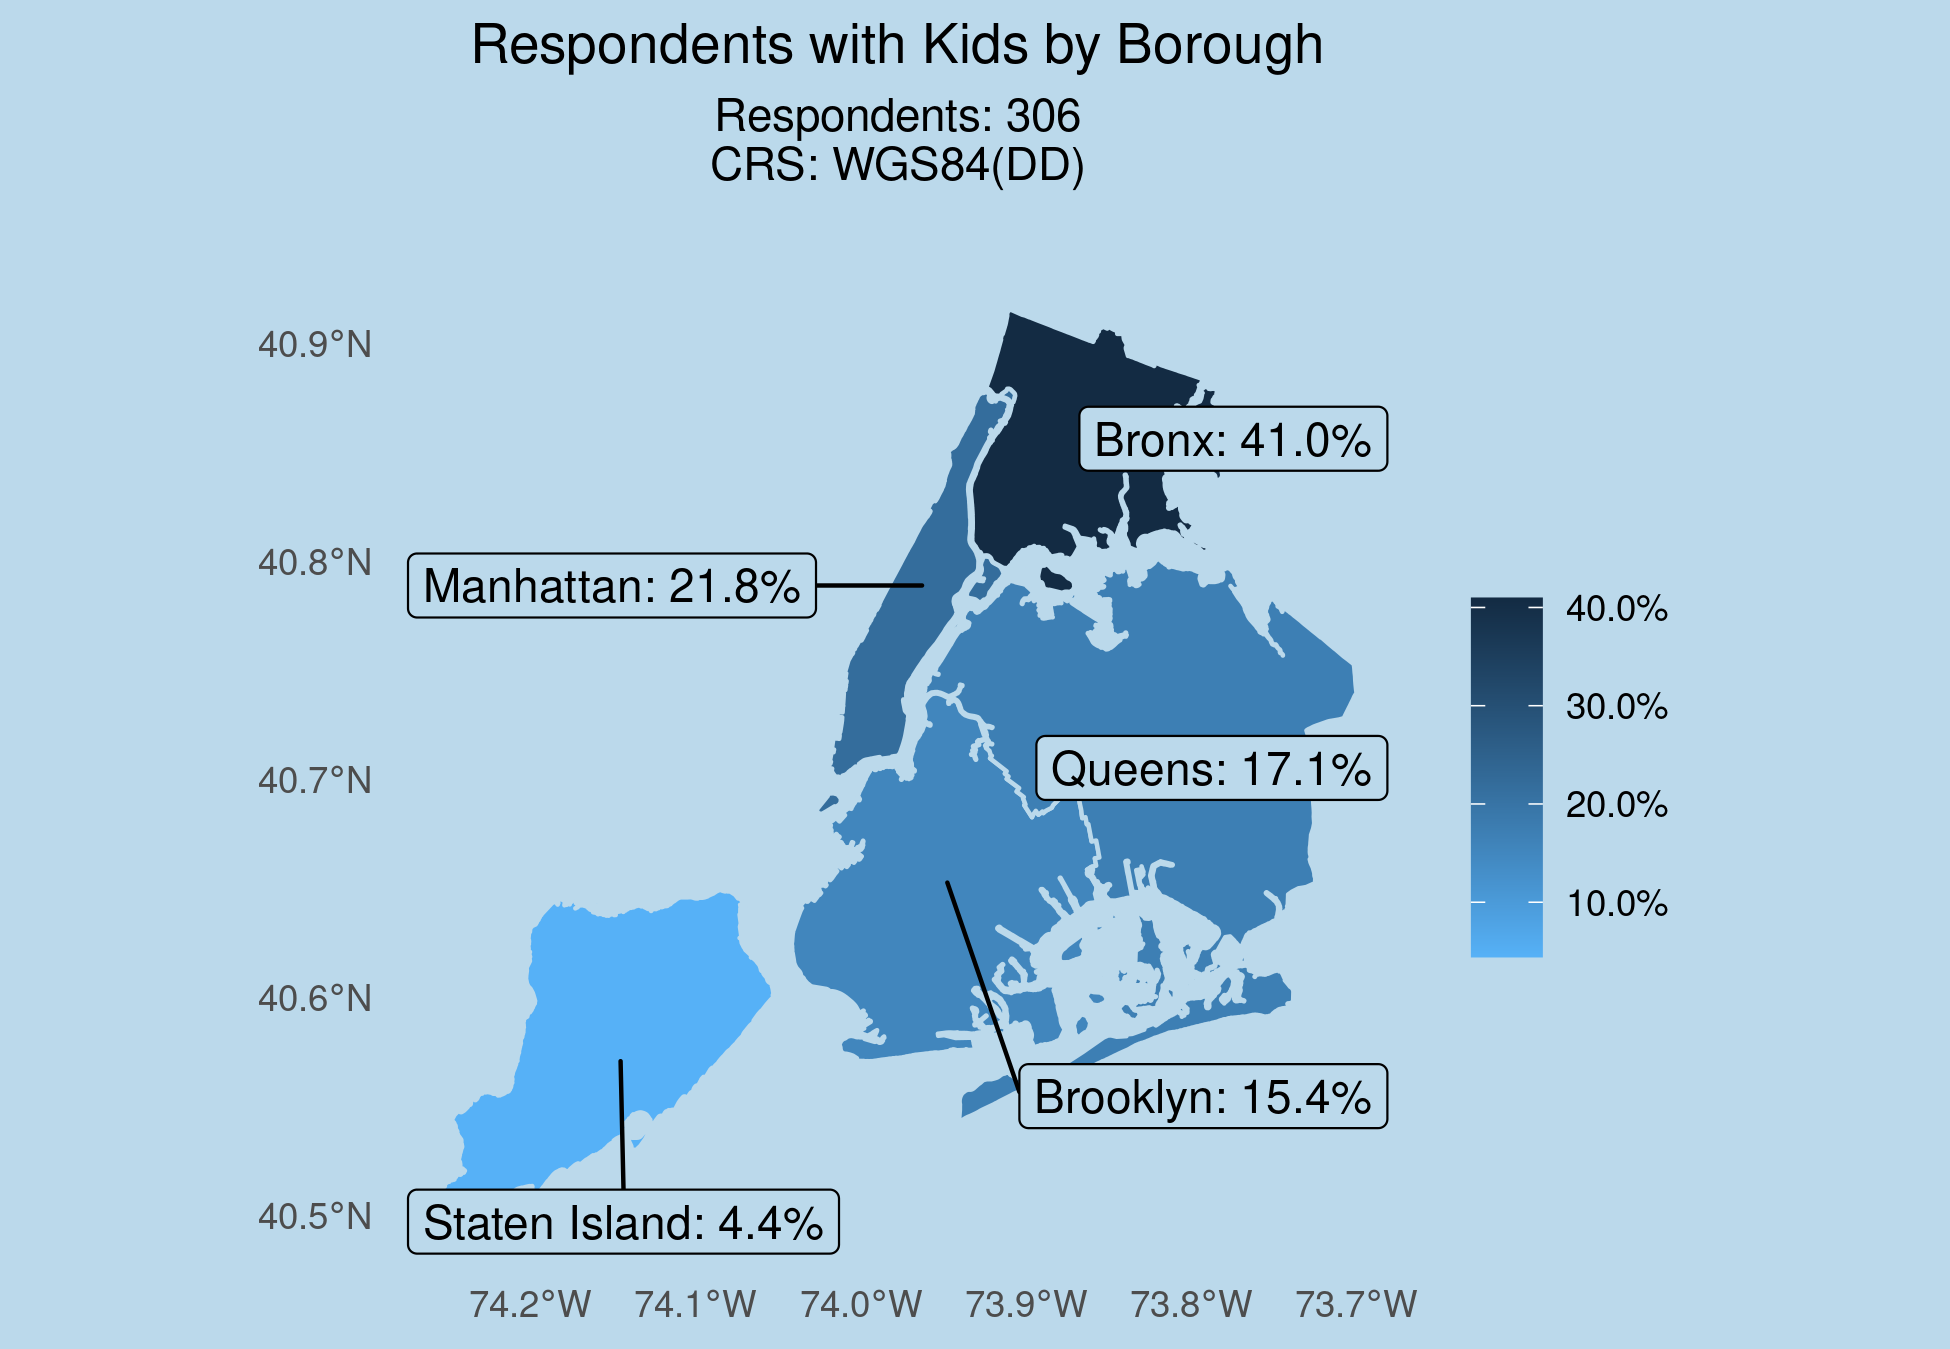 Respondents with Kids by Borough
Respondents: 306
CRS: WGS84(DD)
40.9°N
40.8°N
40.7°N
40.6°N
40.5°N
Bronx: 41.0%
Manhattan: 21.8%
Queens: 17.1%
Brooklyn: 15.4%
Staten Island: 4.4%
40.0%
30.0%
20.0%
10.0%
74.2°W 74.1°W 74.0°W 73.9°W 73.8°W 73.7°W